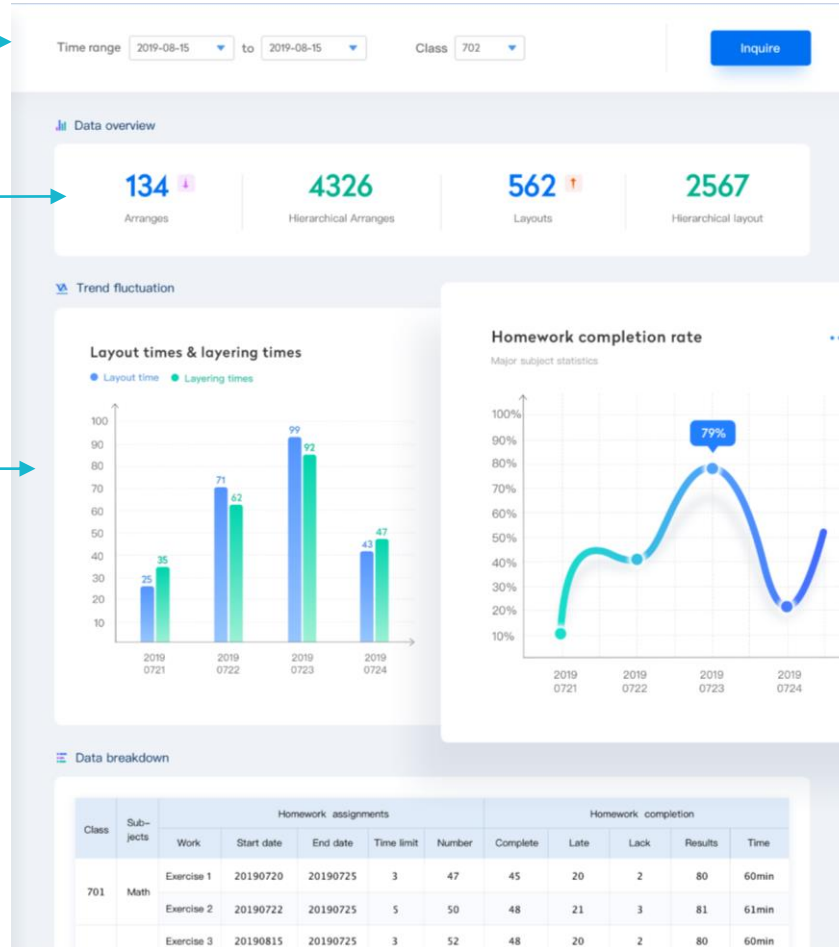 Time range 2019-08-15 to 2019-08-15 Class 702 Inquire
Data overview
134 ↓ 4326 562 ↑ 2567
Arranges Hierarchical Arranges Layouts Hierarchical layout
Trend fluctuation
Layout times & layering times
Layout time Layering times
100
90
80
70
60
50
40
30
20
10
25 35 71 62 99 92 43 47
2019 2019 2019 2019
0721 0722 0723 0724
Homework completion rate
Major subject statistics
100%
90%
80%
70%
60%
50%
40%
30%
20%
10%
79%
2019 2019 2019 2019
0721 0722 0723 0724
Data breakdown
Class Sub- Homework assignments Homework completion
jects Work Start date End date Time limit Number Complete Late Lack Results Time
701 Math
Exercise 1 20190720 20190725 3 47 45 20 2 80 60min
Exercise 2 20190722 20190725 5 50 48 21 3 81 61min
Exercise 3 20190815 20190725 3 52 48 20 2 80 60min